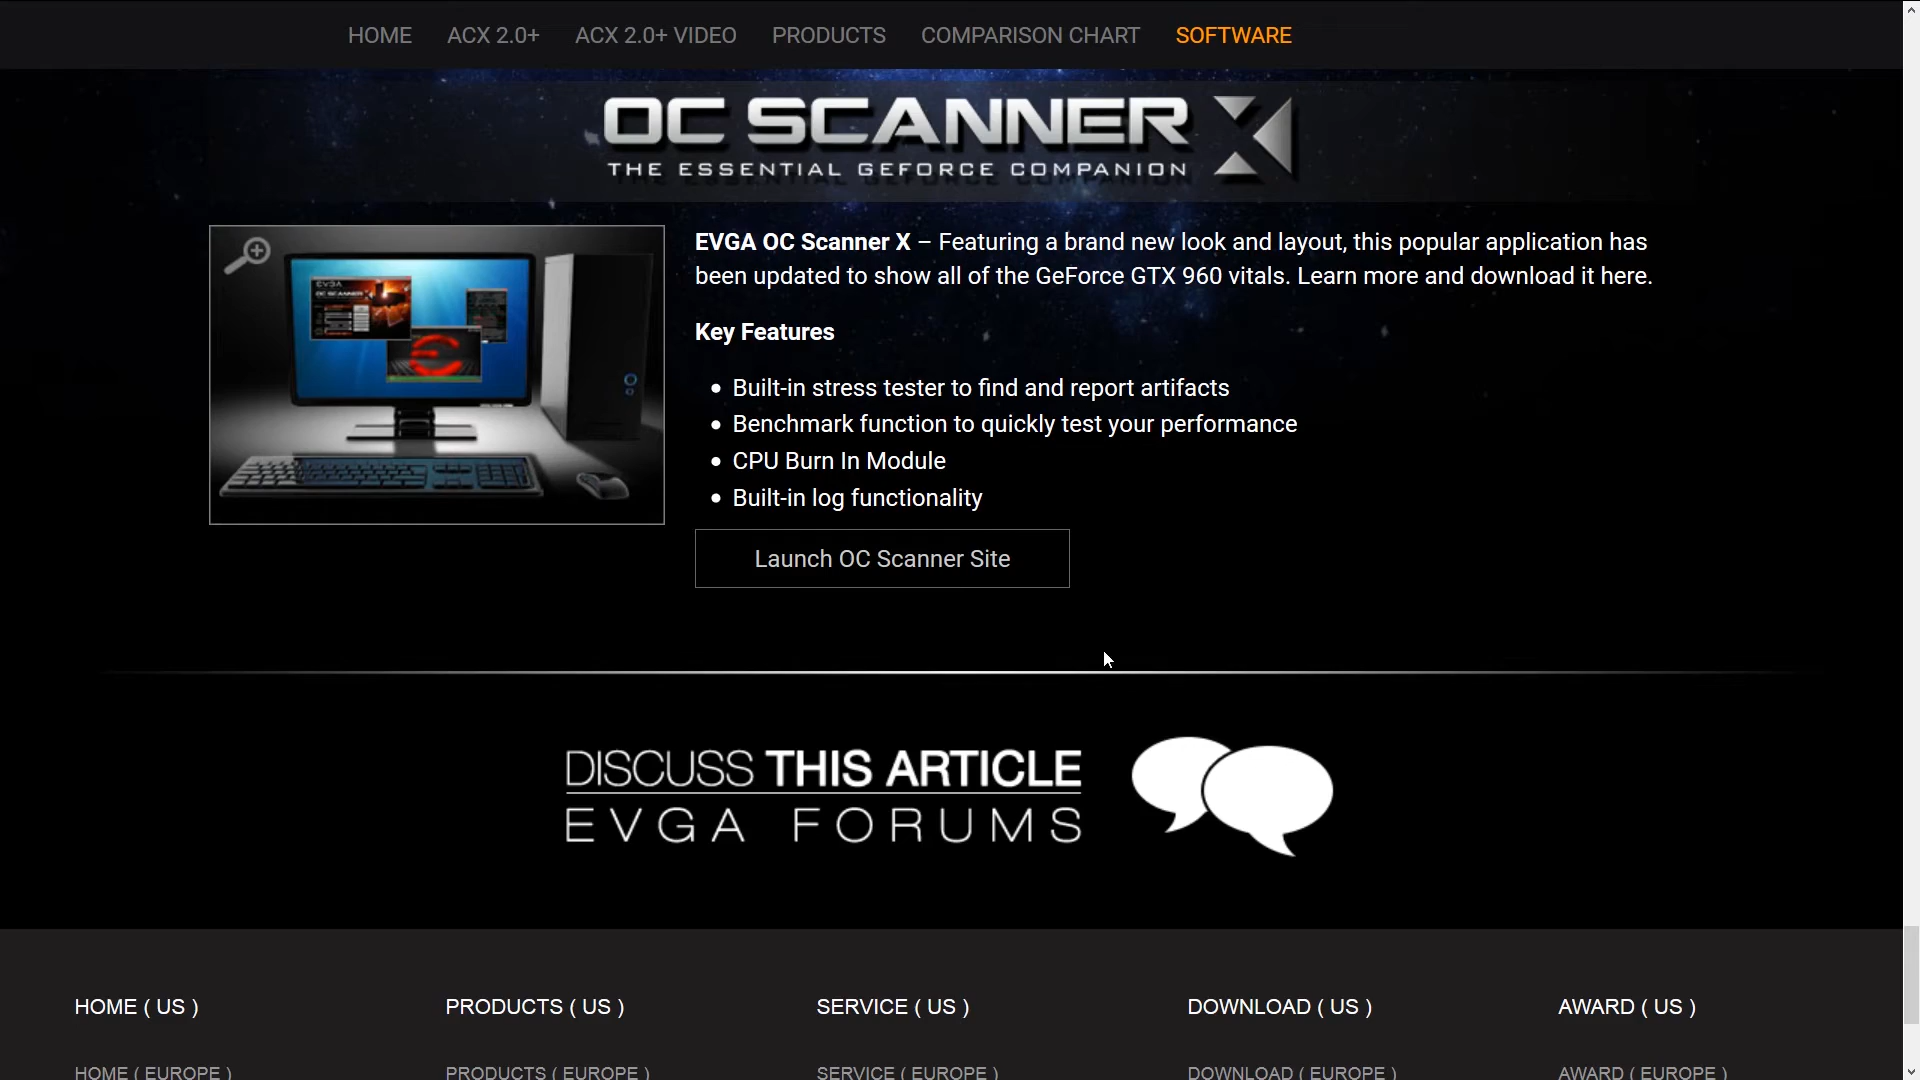 HOME ACX 2.0+ ACX 2.0+ VIDEO PRODUCTS COMPARISON CHART SOFTWARE
OC SCANNER X
THE ESSENTIAL GEFORCE COMPANION
EVGA OC Scanner X – Featuring a brand new look and layout, this popular application has
been updated to show all of the GeForce GTX 960 vitals. Learn more and download it here.
EVGA
OC SCANNER X
Key Features
Built-in stress tester to find and report artifacts
Benchmark function to quickly test your performance
CPU Burn In Module
Built-in log functionality
Launch OC Scanner Site
DISCUSS THIS ARTICLE
EVGA FORUMS
HOME ( US ) PRODUCTS ( US ) SERVICE ( US ) DOWNLOAD ( US ) AWARD ( US )
HOME ( EUROPE ) PRODUCTS ( EUROPE ) SERVICE ( EUROPE ) DOWNLOAD ( EUROPE ) AWARD ( EUROPE )